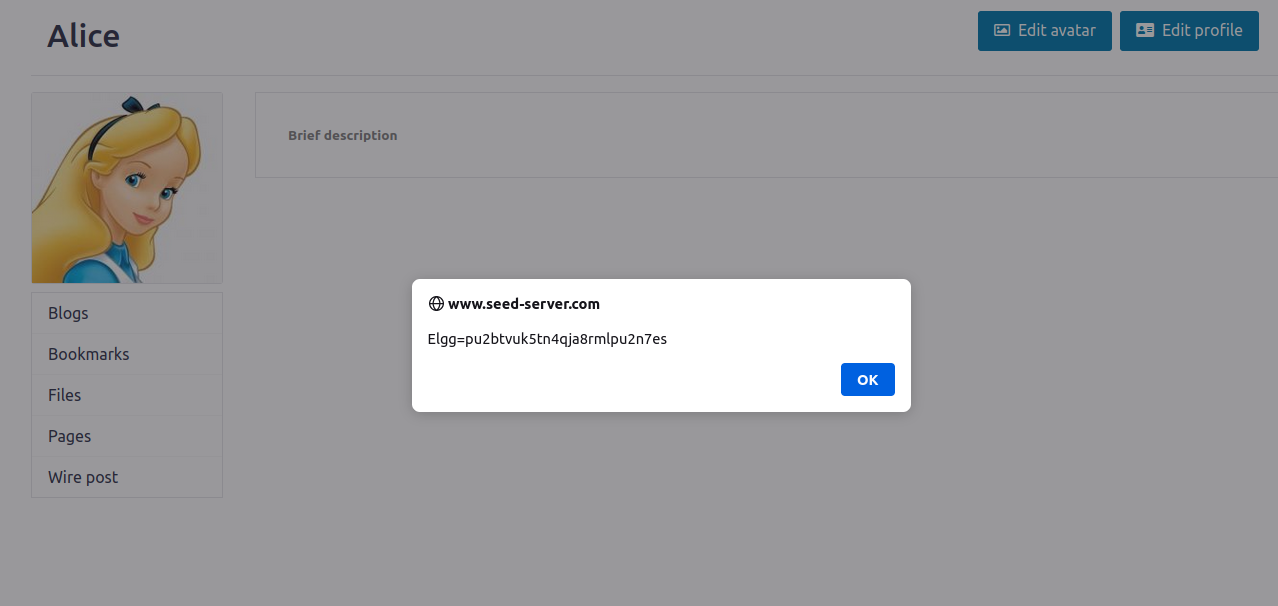 Alice
Edit avatar
Edit profile
Brief description
www.seed-server.com
Elgg=pu2btvuk5tn4qja8rmlpu2n7es
OK
Blogs
Bookmarks
Files
Pages
Wire post